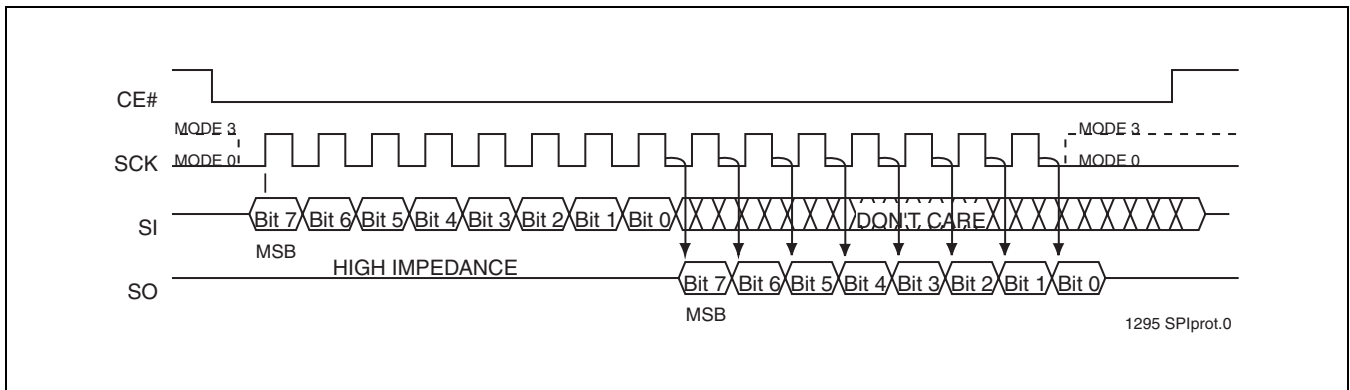 CE#
MODE 3 MODE 3
SCK MODE 0 MODE 0
SI Bit 7 Bit 6 Bit 5 Bit 4 Bit 3 Bit 2 Bit 1 Bit 0 DON'T CARE
MSB
HIGH IMPEDANCE
SO Bit 7 Bit 6 Bit 5 Bit 4 Bit 3 Bit 2 Bit 1 Bit 0
MSB
1295 SPIprot.0